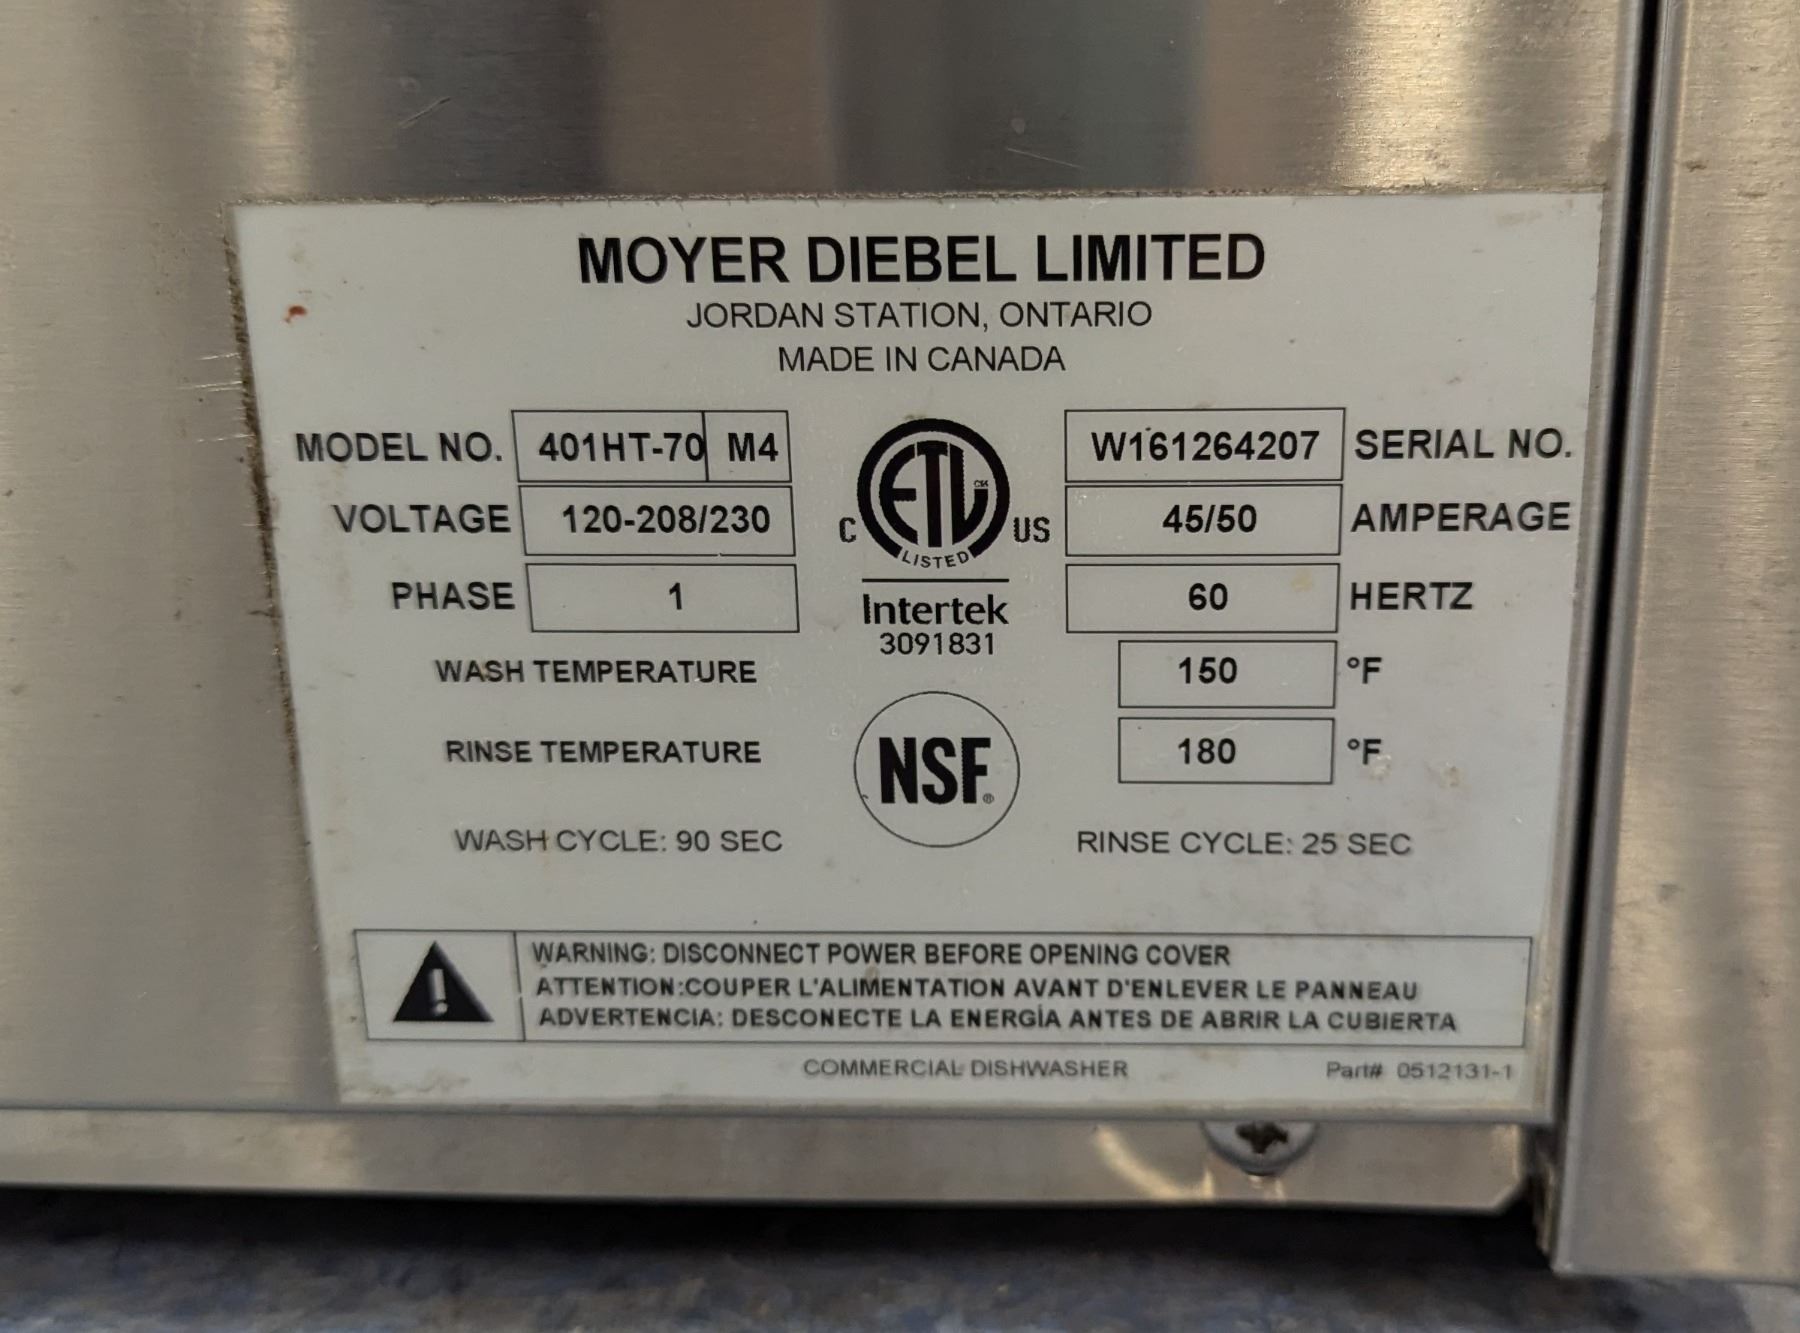 MOYER DIEBEL LIMITED
JORDAN STATION, ONTARIO
MADE IN CANADA
MODEL NO. 401HT-70 M4
W161264207 SERIAL NO.
VOLTAGE 120-208/230
45/50 AMPERAGE
PHASE 1
60 HERTZ
C ETL CM US
LISTED
Intertek
3091831
WASH TEMPERATURE 150 °F
RINSE TEMPERATURE 180 °F
NSF®
WASH CYCLE: 90 SEC
RINSE CYCLE: 25 SEC
WARNING: DISCONNECT POWER BEFORE OPENING COVER
ATTENTION:COUPER L'ALIMENTATION AVANT D'ENLEVER LE PANNEAU
ADVERTENCIA: DESCONECTE LA ENERGÍA ANTES DE ABRIR LA CUBIERTA
COMMERCIAL DISHWASHER
Part# 0512131-1